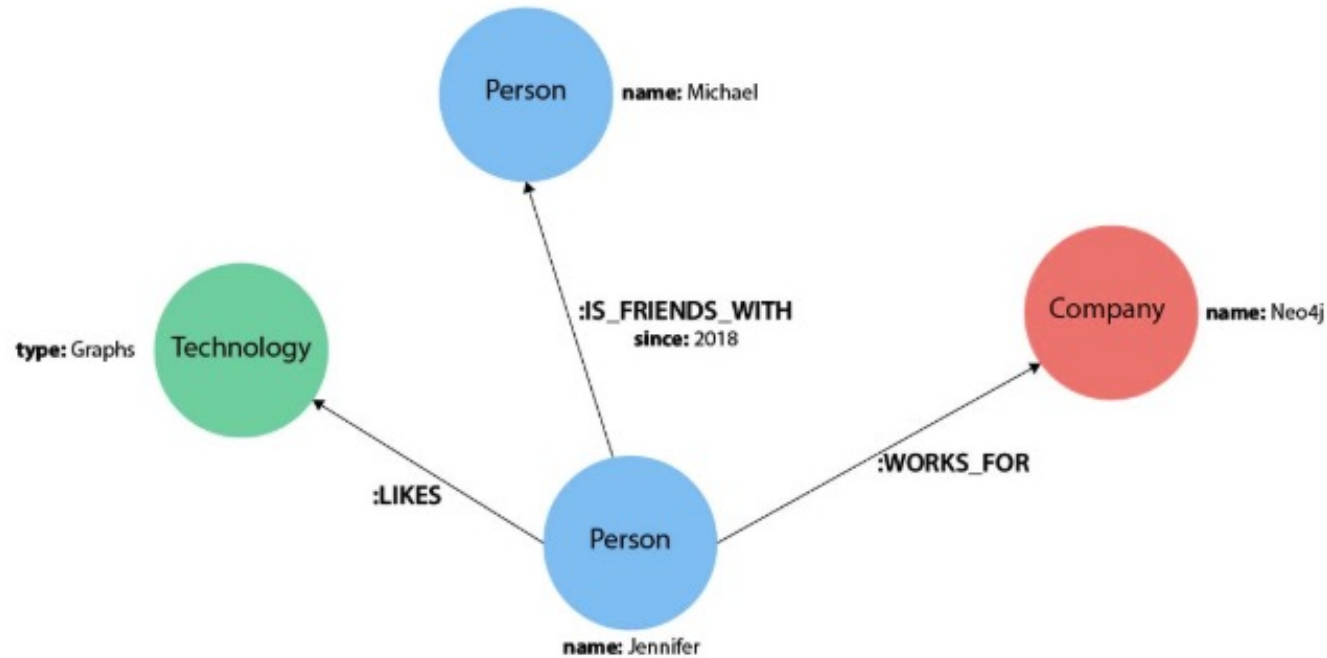 Person
name: Michael
:IS_FRIENDS_WITH
since: 2018
Company
name: Neo4j
type: Graphs
Technology
:LIKES
:WORKS_FOR
Person
name: Jennifer